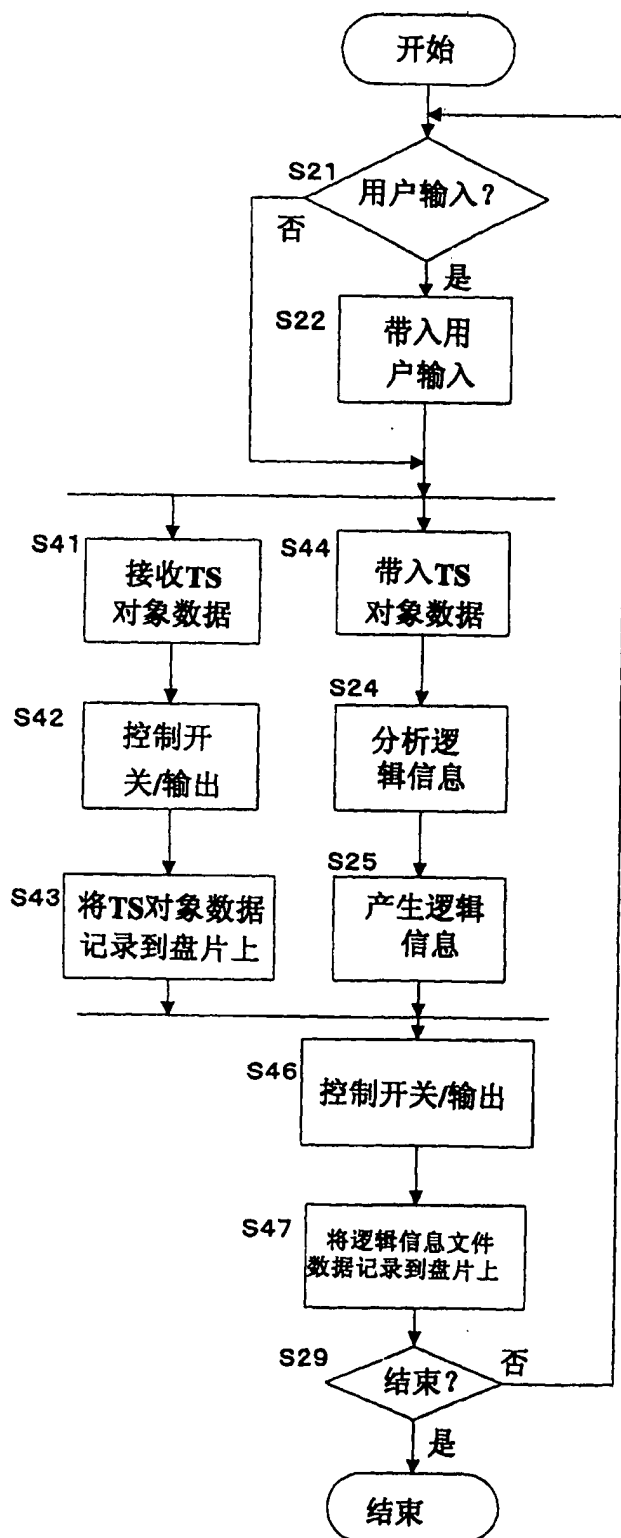 开始
S21
用户输入？
否
是
S22
带入用
户输入
S41
接收TS
对象数据
S44
带入TS
对象数据
S42
控制开
关/输出
S24
分析逻
辑信息
S43
将TS对象数据
记录到盘片上
S25
产生逻辑
信息
S46
控制开关/输出
S47
将逻辑信息文件
数据记录到盘片上
S29
结束？
否
是
结束